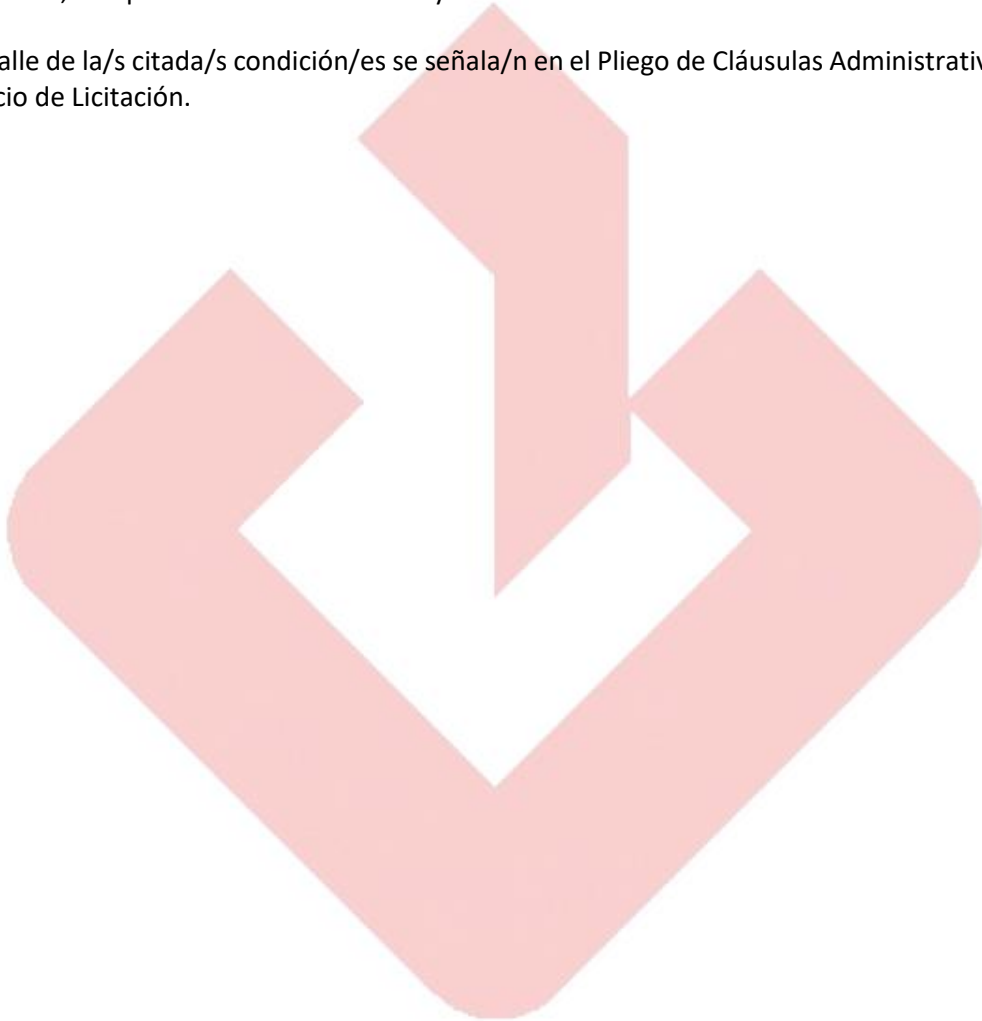 alle de la/s citada/s condición/es se señala/n en el Pliego de Cláusulas Administrativ
cio de Licitación.